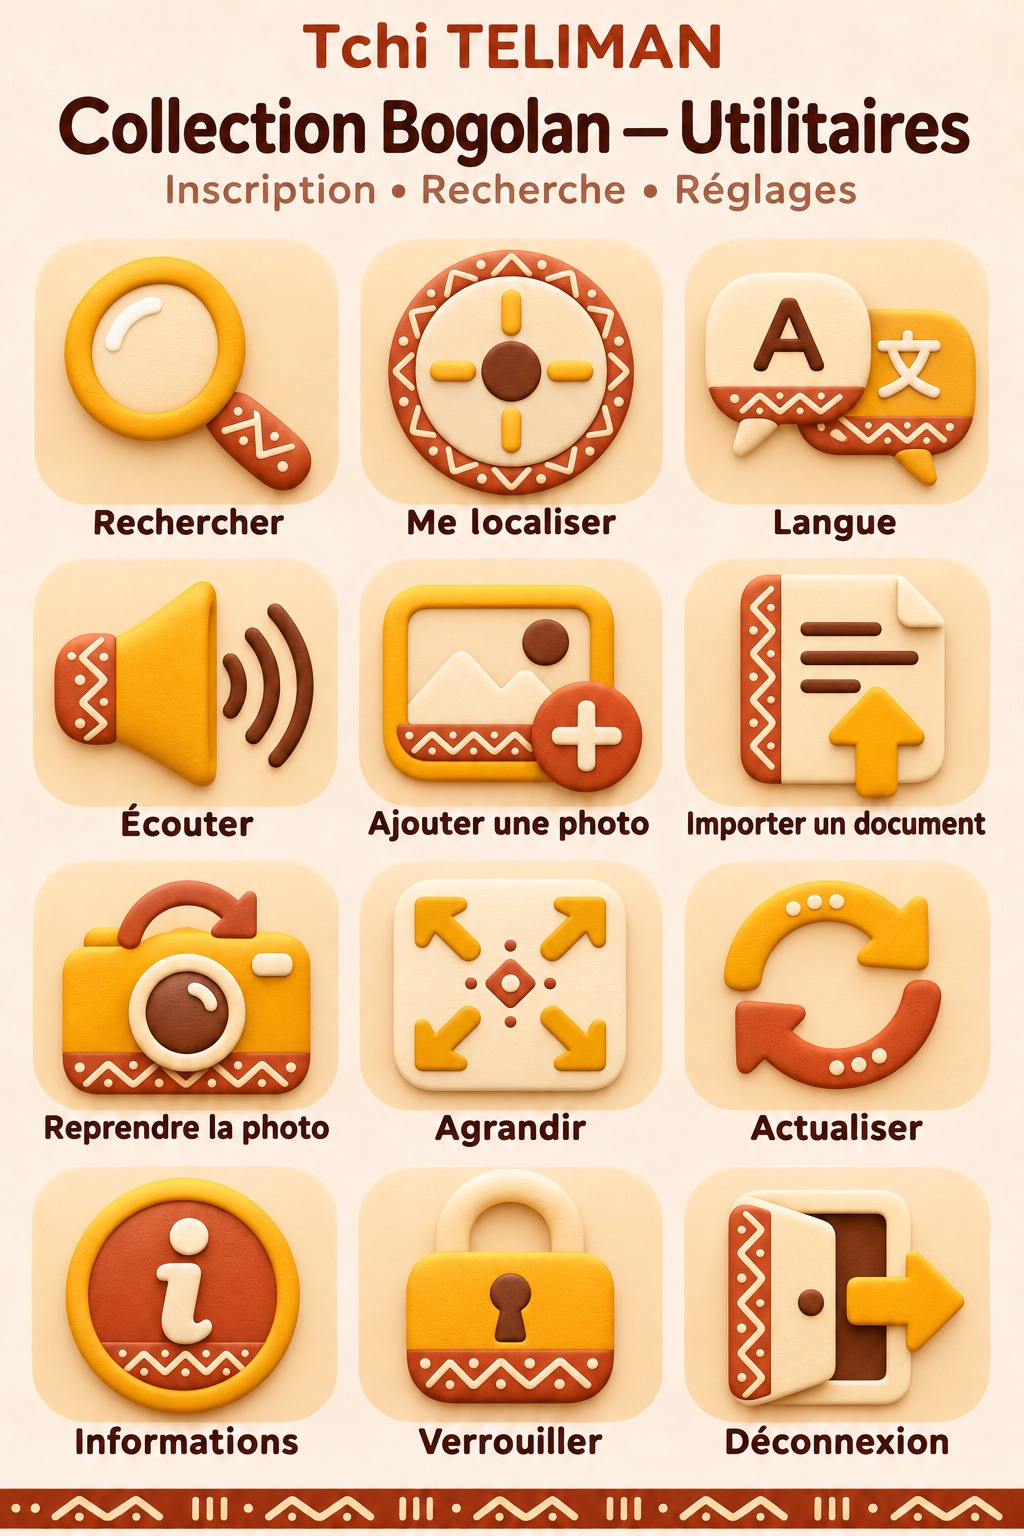 Tchi TELIMAN
Collection Bogolan – Utilitaires
Inscription • Recherche • Réglages
A
文
Rechercher
Me localiser
Langue
Écouter
Ajouter une photo
Importer un document
Reprendre la photo
Agrandir
Actualiser
i
Informations
Verrouiller
Déconnexion